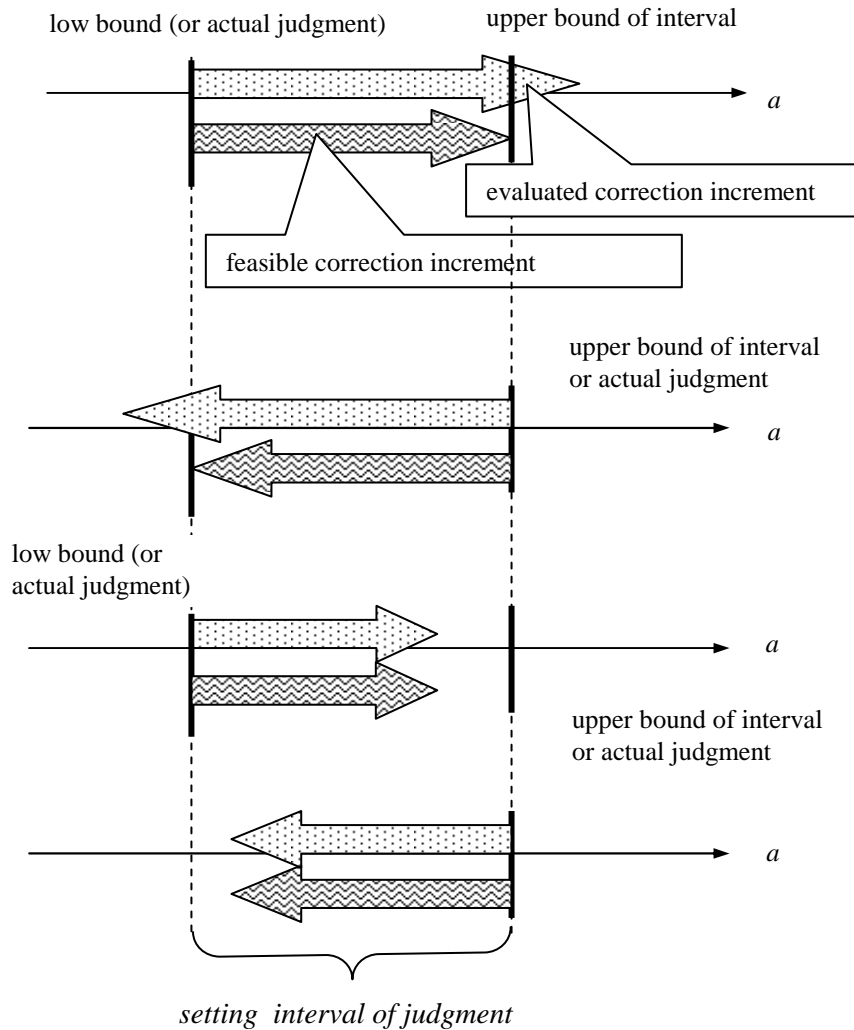 low bound (or actual judgment)
upper bound of interval
a
evaluated correction increment
feasible correction increment
upper bound of interval
or actual judgment
a
low bound (or
actual judgment)
a
upper bound of interval
or actual judgment
a
setting interval of judgment